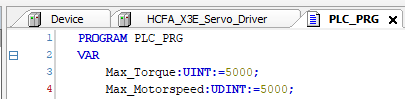 Device HCFA_X3E_Servo_Driver PLC_PRG
1 PROGRAM PLC_PRG
2 VAR
3 Max_Torque:UINT:=5000;
4 Max_Motorspeed:UDINT:=5000;